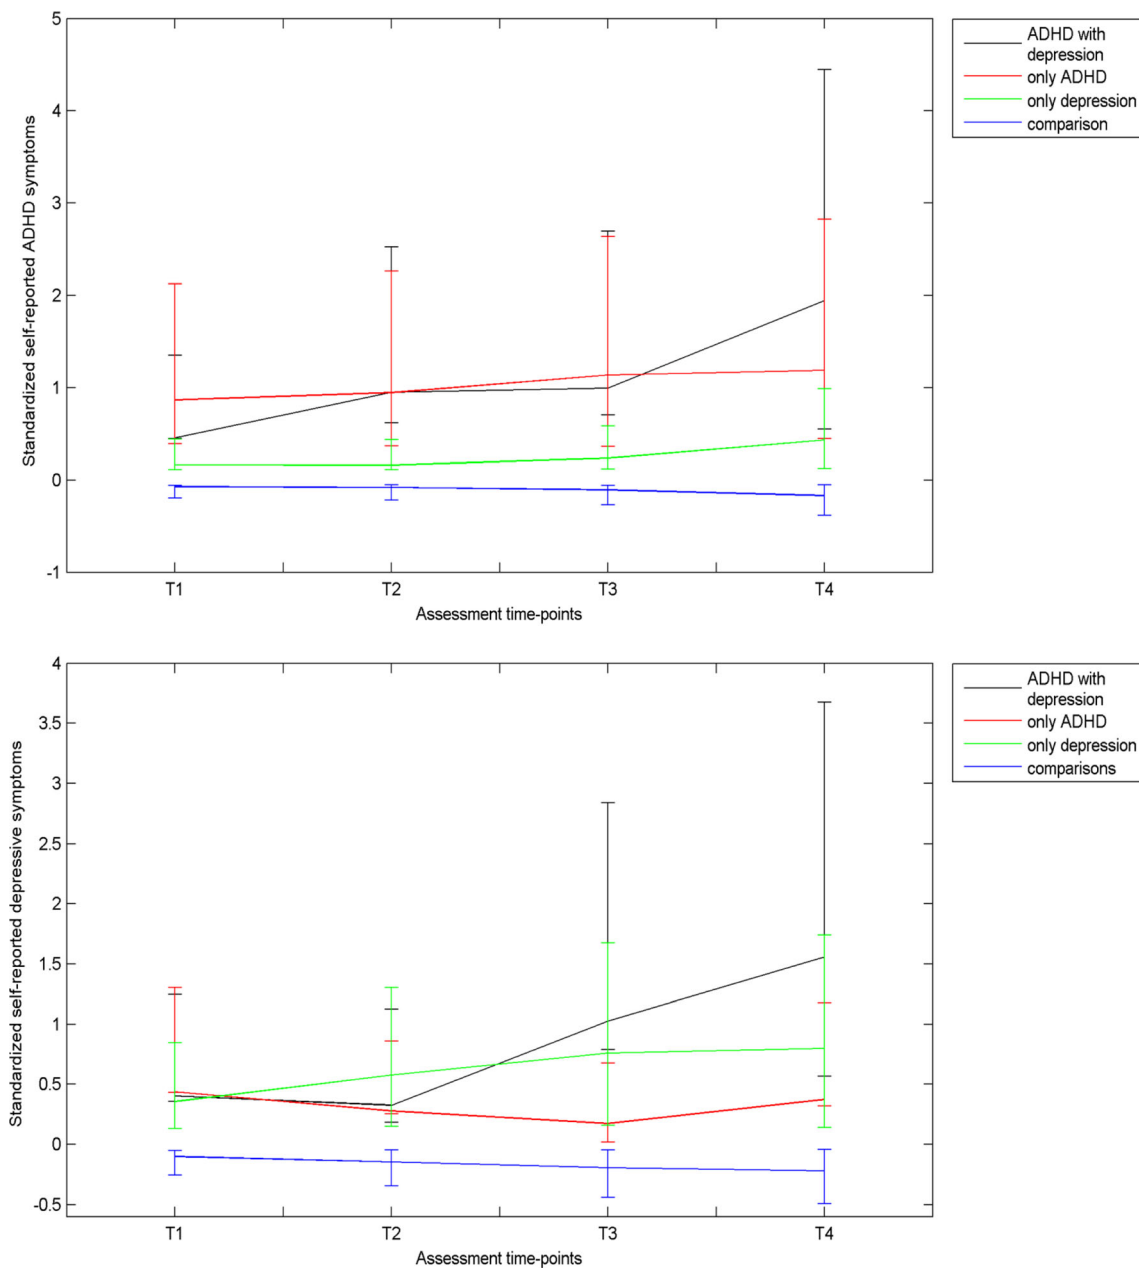 5
4
3
2
1
0
-1
Standardized self-reported ADHD symptoms
T1 T2 T3 T4
Assessment time-points
ADHD with
depression
only ADHD
only depression
comparison
4
3.5
3
2.5
2
1.5
1
0.5
0
-0.5
Standardized self-reported depressive symptoms
T1 T2 T3 T4
Assessment time-points
ADHD with
depression
only ADHD
only depression
comparisons